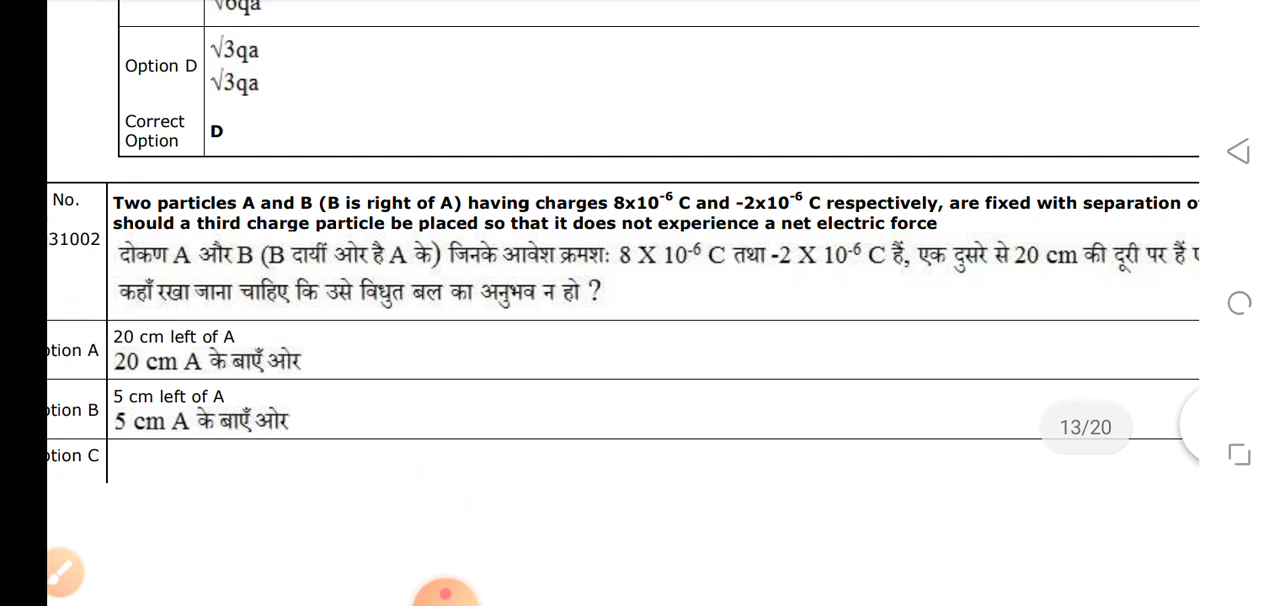 √6qa
Option D
√3qa
√3qa
Correct
Option
D
No.
31002
Two particles A and B (B is right of A) having charges 8x10⁻⁶ C and -2x10⁻⁶ C respectively, are fixed with separation
should a third charge particle be placed so that it does not experience a net electric force
दोकण A और B (B दायीं ओर है A के) जिनके आवेश क्रमश: 8 X 10⁻⁶ C तथा -2 X 10⁻⁶ C हैं, एक दुसरे से 20 cm की दूरी पर हैं
कहाँ रखा जाना चाहिए कि उसे विधुत बल का अनुभव न हो ?
tion A
20 cm left of A
20 cm A के बाएँ ओर
tion B
5 cm left of A
5 cm A के बाएँ ओर
13/20
tion C